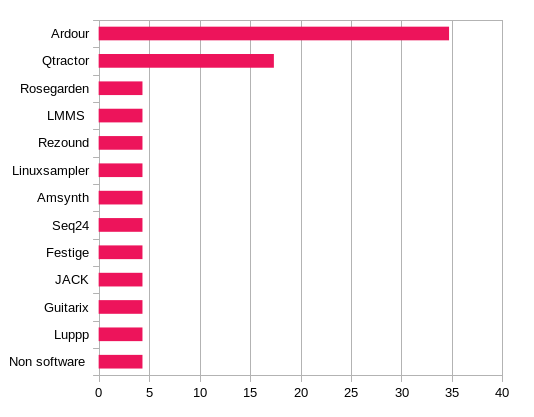 Ardour
Qtractor
Rosegarden
LMMS
Rezound
Linuxsampler
Amsynth
Seq24
Festige
JACK
Guitarix
Luppp
Non software
0 5 10 15 20 25 30 35 40